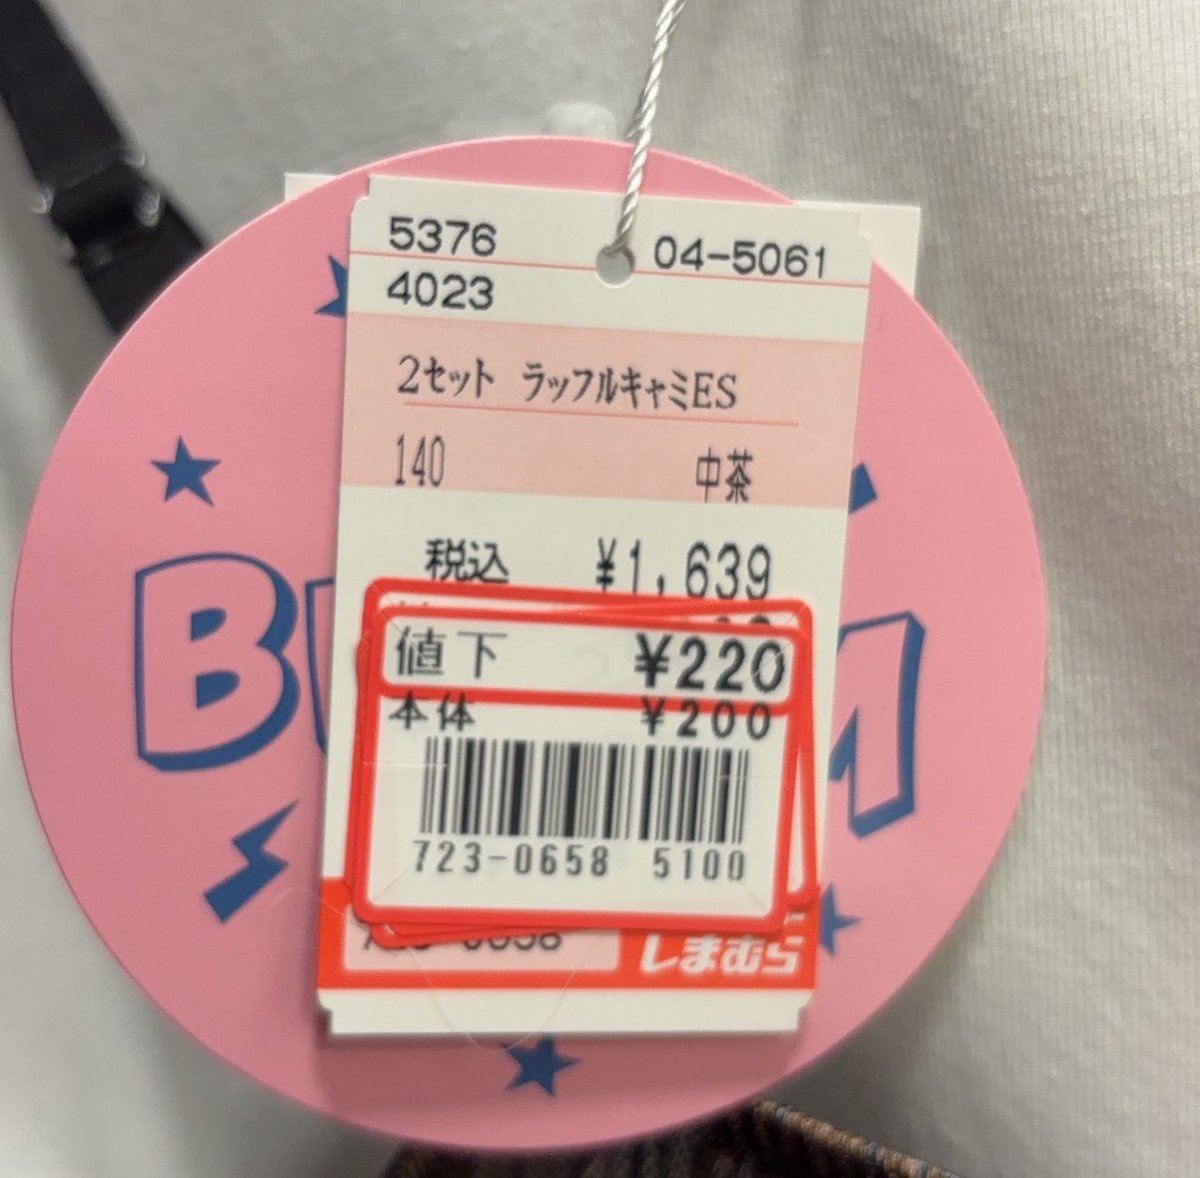 5376 04-5061
4023
2セット ラッフルキャミES
140 中茶
税込 ¥1,639
値下 ¥220
本体 ¥200
723-0658 5100
しまむら